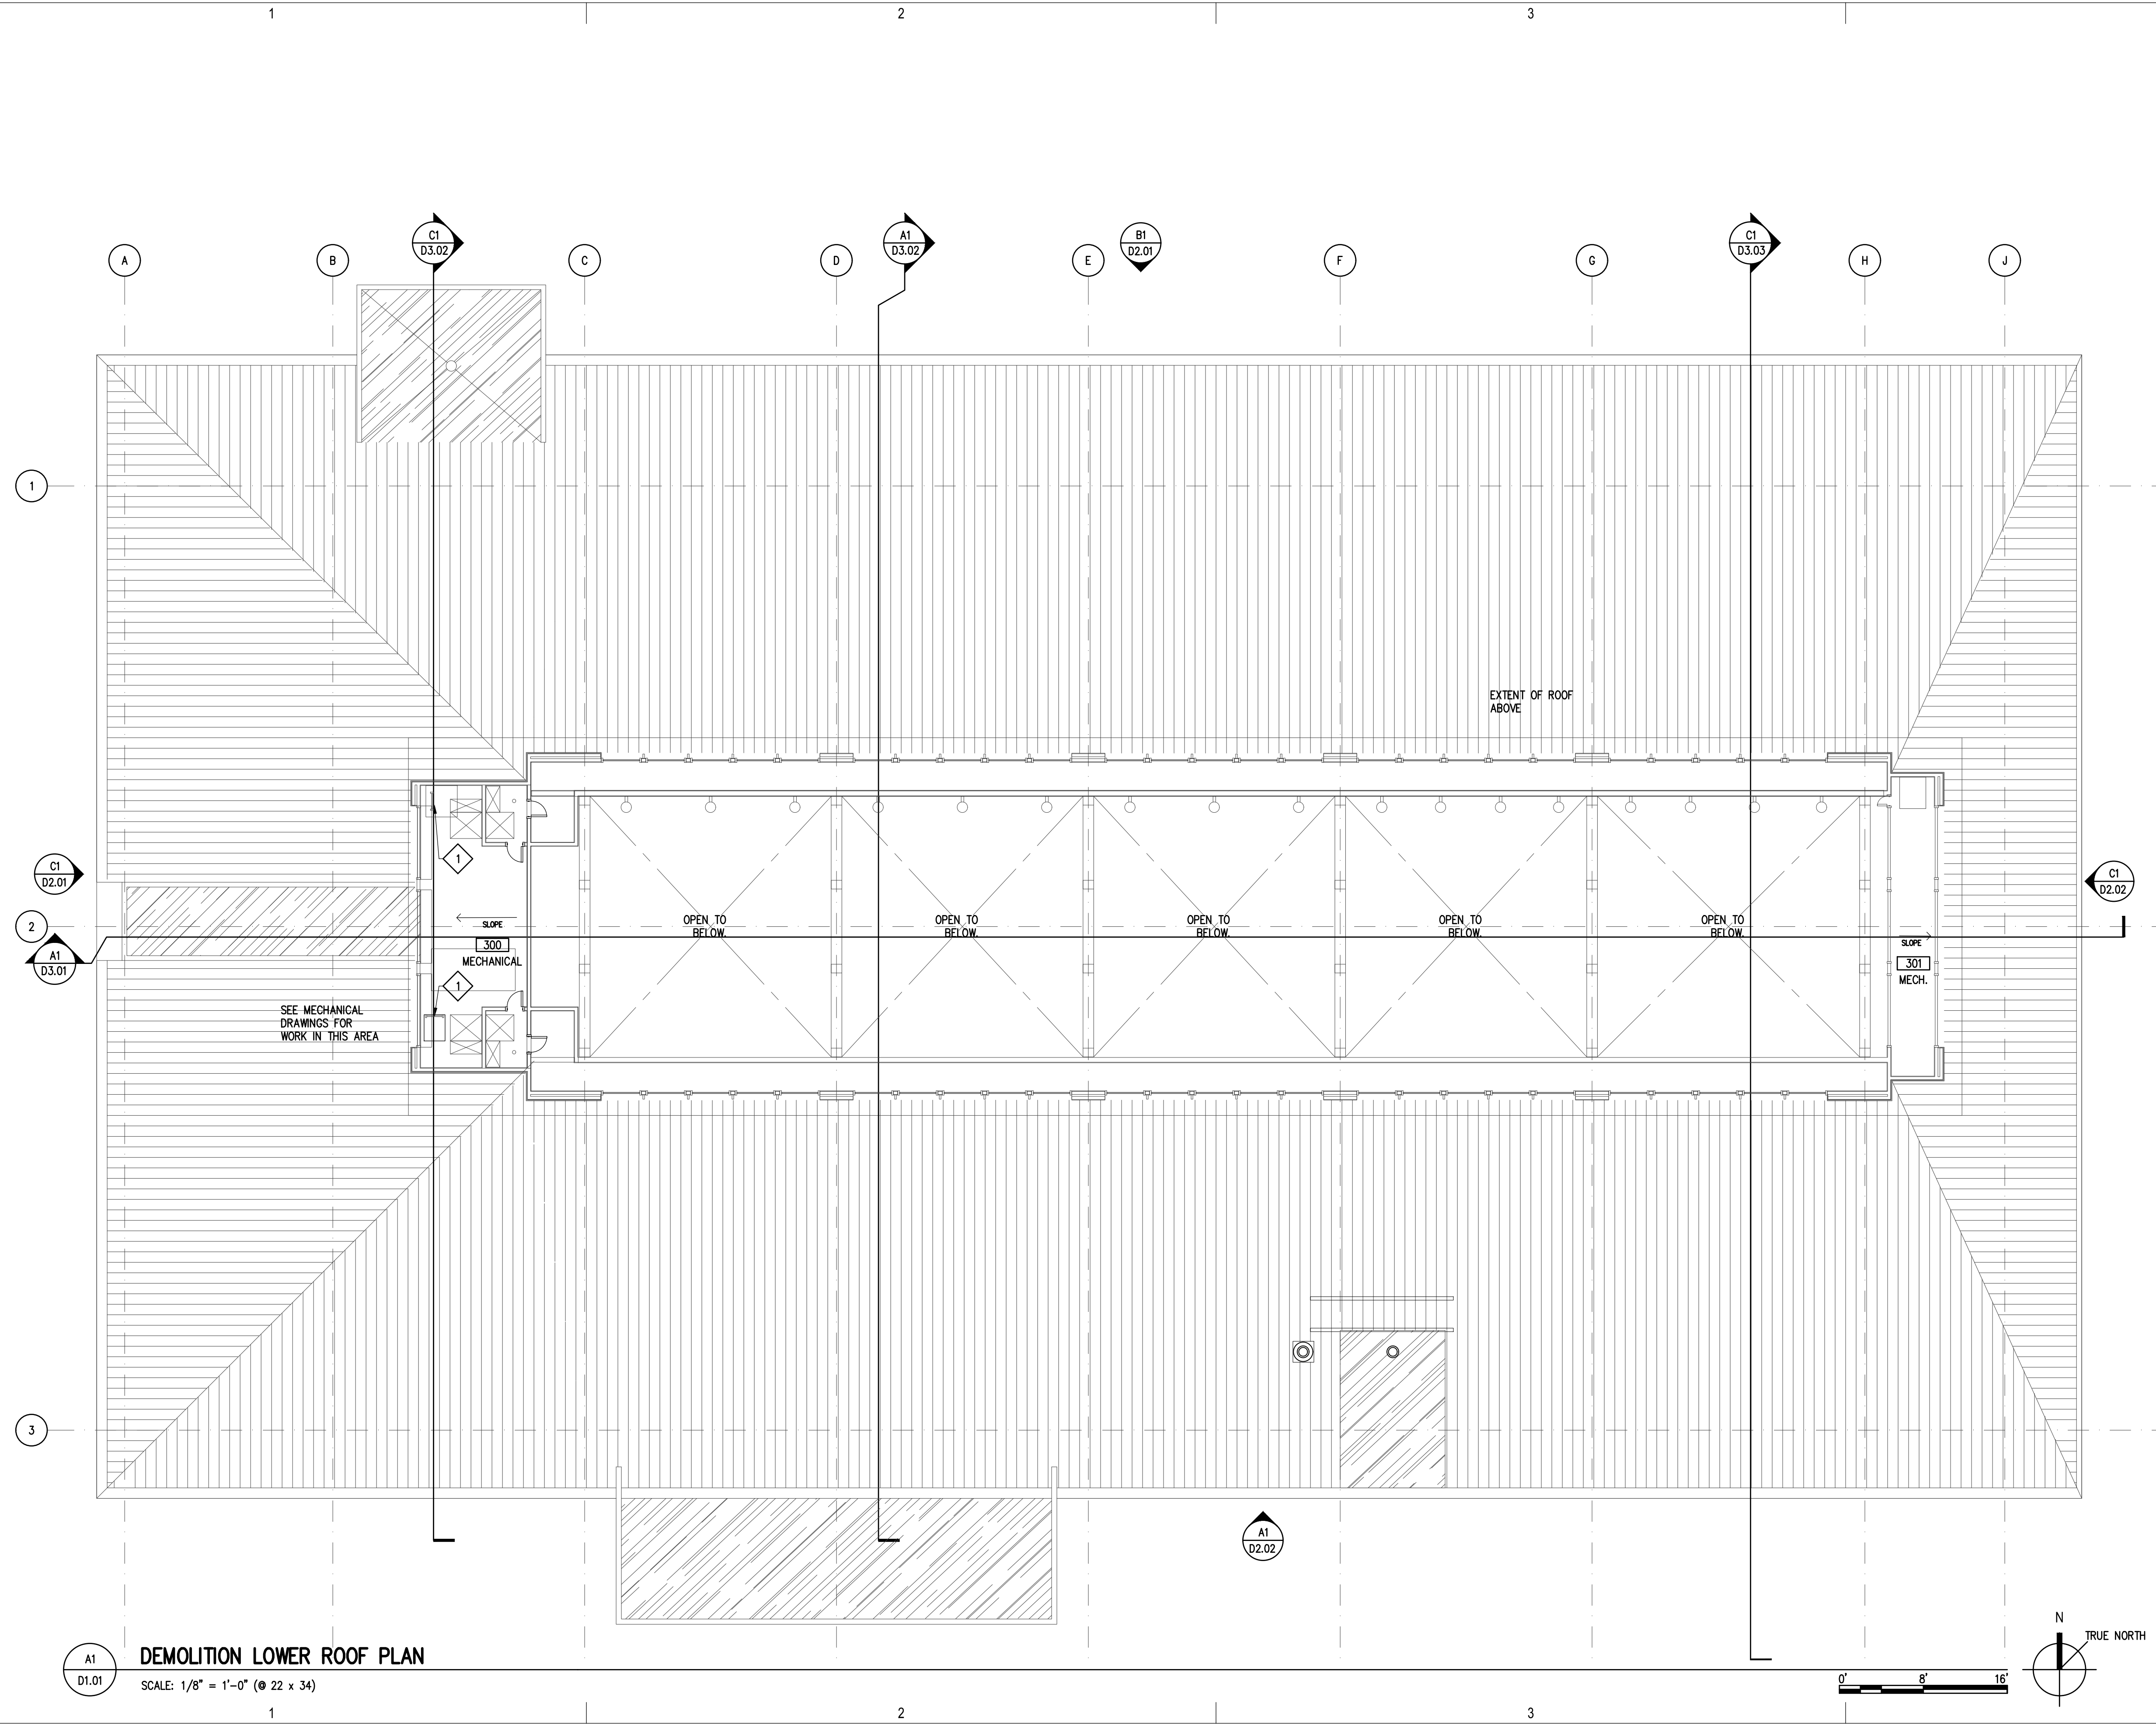 1
2
3
C1
D3.02
A1
D3.02
B1
D2.01
C1
D3.03
A
B
C
D
E
F
G
H
J
1
EXTENT OF ROOF
ABOVE
1
C1
D2.01
C1
D2.02
2
SLOPE
300
MECHANICAL
OPEN TO
BELOW.
OPEN TO
BELOW.
OPEN TO
BELOW.
OPEN TO
BELOW.
OPEN TO
BELOW.
SLOPE
301
MECH.
A1
D3.01
1
SEE MECHANICAL
DRAWINGS FOR
WORK IN THIS AREA
3
A1
D2.02
N
TRUE NORTH
A1
D1.01
DEMOLITION LOWER ROOF PLAN
SCALE: 1/8" = 1'-0" (@ 22 x 34)
0' 8' 16'
1
2
3